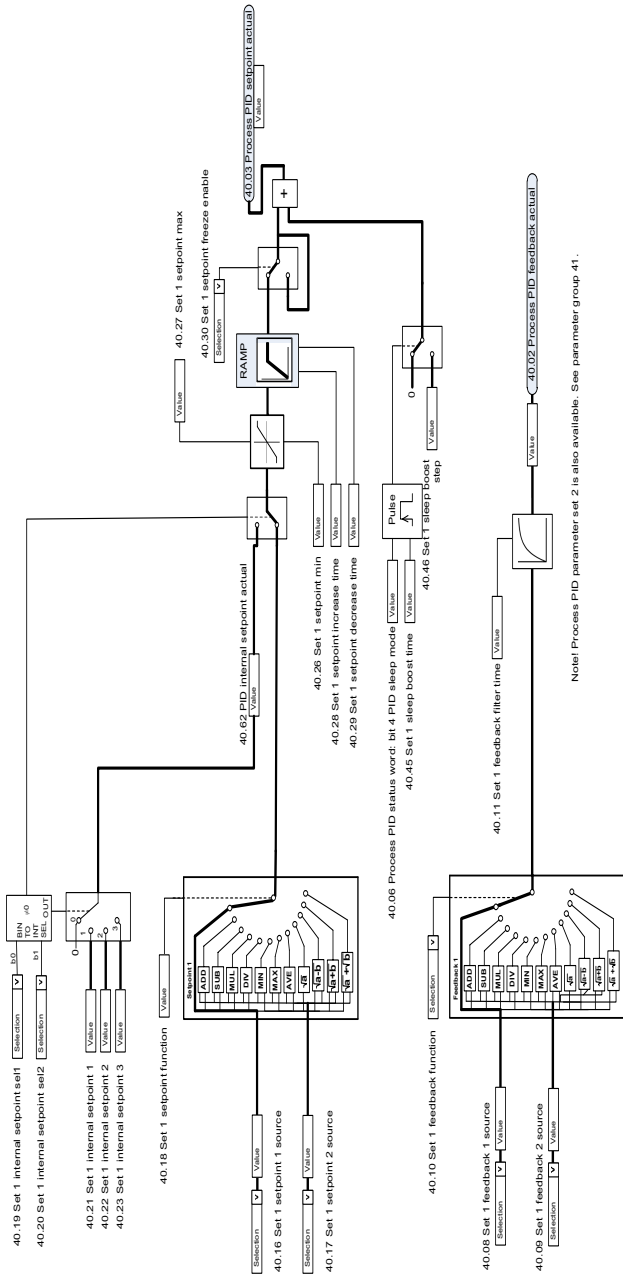 40.19 Set 1 internal setpoint sel1
Selection
b0
40.20 Set 1 internal setpoint sel2
Selection
b1
BIN
TO
INT
≠0
SEL OUT
0
0
1
2
3
40.21 Set 1 internal setpoint 1
Value
40.22 Set 1 internal setpoint 2
Value
40.23 Set 1 internal setpoint 3
Value
40.62 PID internal setpoint actual
Value
40.18 Set 1 setpoint function
Value
Setpoint 1
ADD
SUB
MUL
DIV
MIN
MAX
AVE
√a
√a-b
√a+b
√a+√b
40.16 Set 1 setpoint 1 source
Selection
Value
40.17 Set 1 setpoint 2 source
Selection
Value
40.27 Set 1 setpoint max
Value
40.30 Set 1 setpoint freeze enable
Selection
RAMP
+
40.03 Process PID setpoint actual
Value
40.26 Set 1 setpoint min
Value
40.28 Set 1 setpoint increase time
Value
40.29 Set 1 setpoint decrease time
Value
40.06 Process PID status word: bit 4 PID sleep mode
Value
40.45 Set 1 sleep boost time
Value
Pulse
0
Value
40.46 Set 1 sleep boost
step
40.10 Set 1 feedback function
Selection
Feedback 1
ADD
SUB
MUL
DIV
MIN
MAX
AVE
√a
√a-b
√a+b
√a+√b
40.08 Set 1 feedback 1 source
Selection
Value
40.09 Set 1 feedback 2 source
Selection
Value
40.11 Set 1 feedback filter time
Value
Value
40.02 Process PID feedback actual
Note! Process PID parameter set 2 is also available. See parameter group 41.